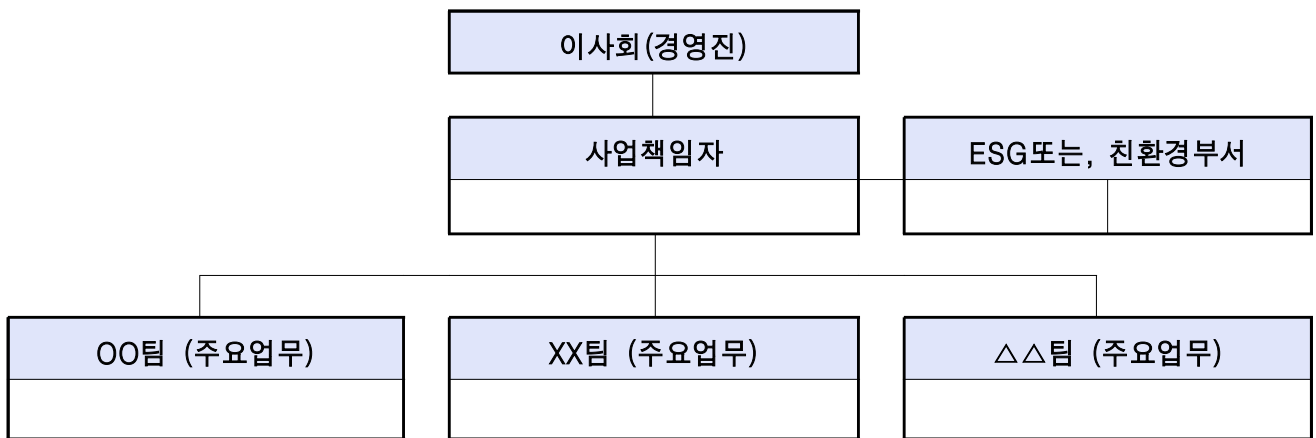 이사회(경영진)
사업책임자
ESG또는, 친환경부서
OO팀 (주요업무)
XX팀 (주요업무)
△△팀 (주요업무)